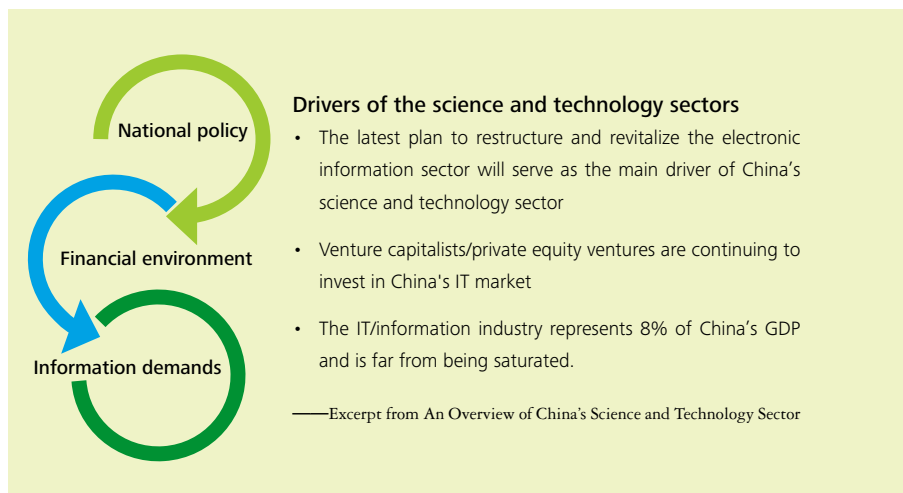 National policy
Financial environment
Information demands
Drivers of the science and technology sectors
• The latest plan to restructure and revitalize the electronic
information sector will serve as the main driver of China’s
science and technology sector
• Venture capitalists/private equity ventures are continuing to
invest in China's IT market
• The IT/information industry represents 8% of China’s GDP
and is far from being saturated.
——Excerpt from An Overview of China’s Science and Technology Sector